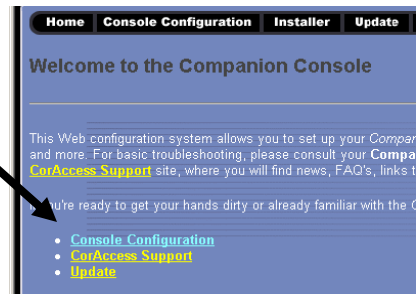 Home Console Configuration Installer Update
Welcome to the Companion Console
This Web configuration system allows you to set up your
and more. For basic troubleshooting, please consult your
CorAccess Support site, where you will find news, FAQ's, links
you're ready to get your hands dirty or already familiar with the
Console Configuration
CorAccess Support
Update